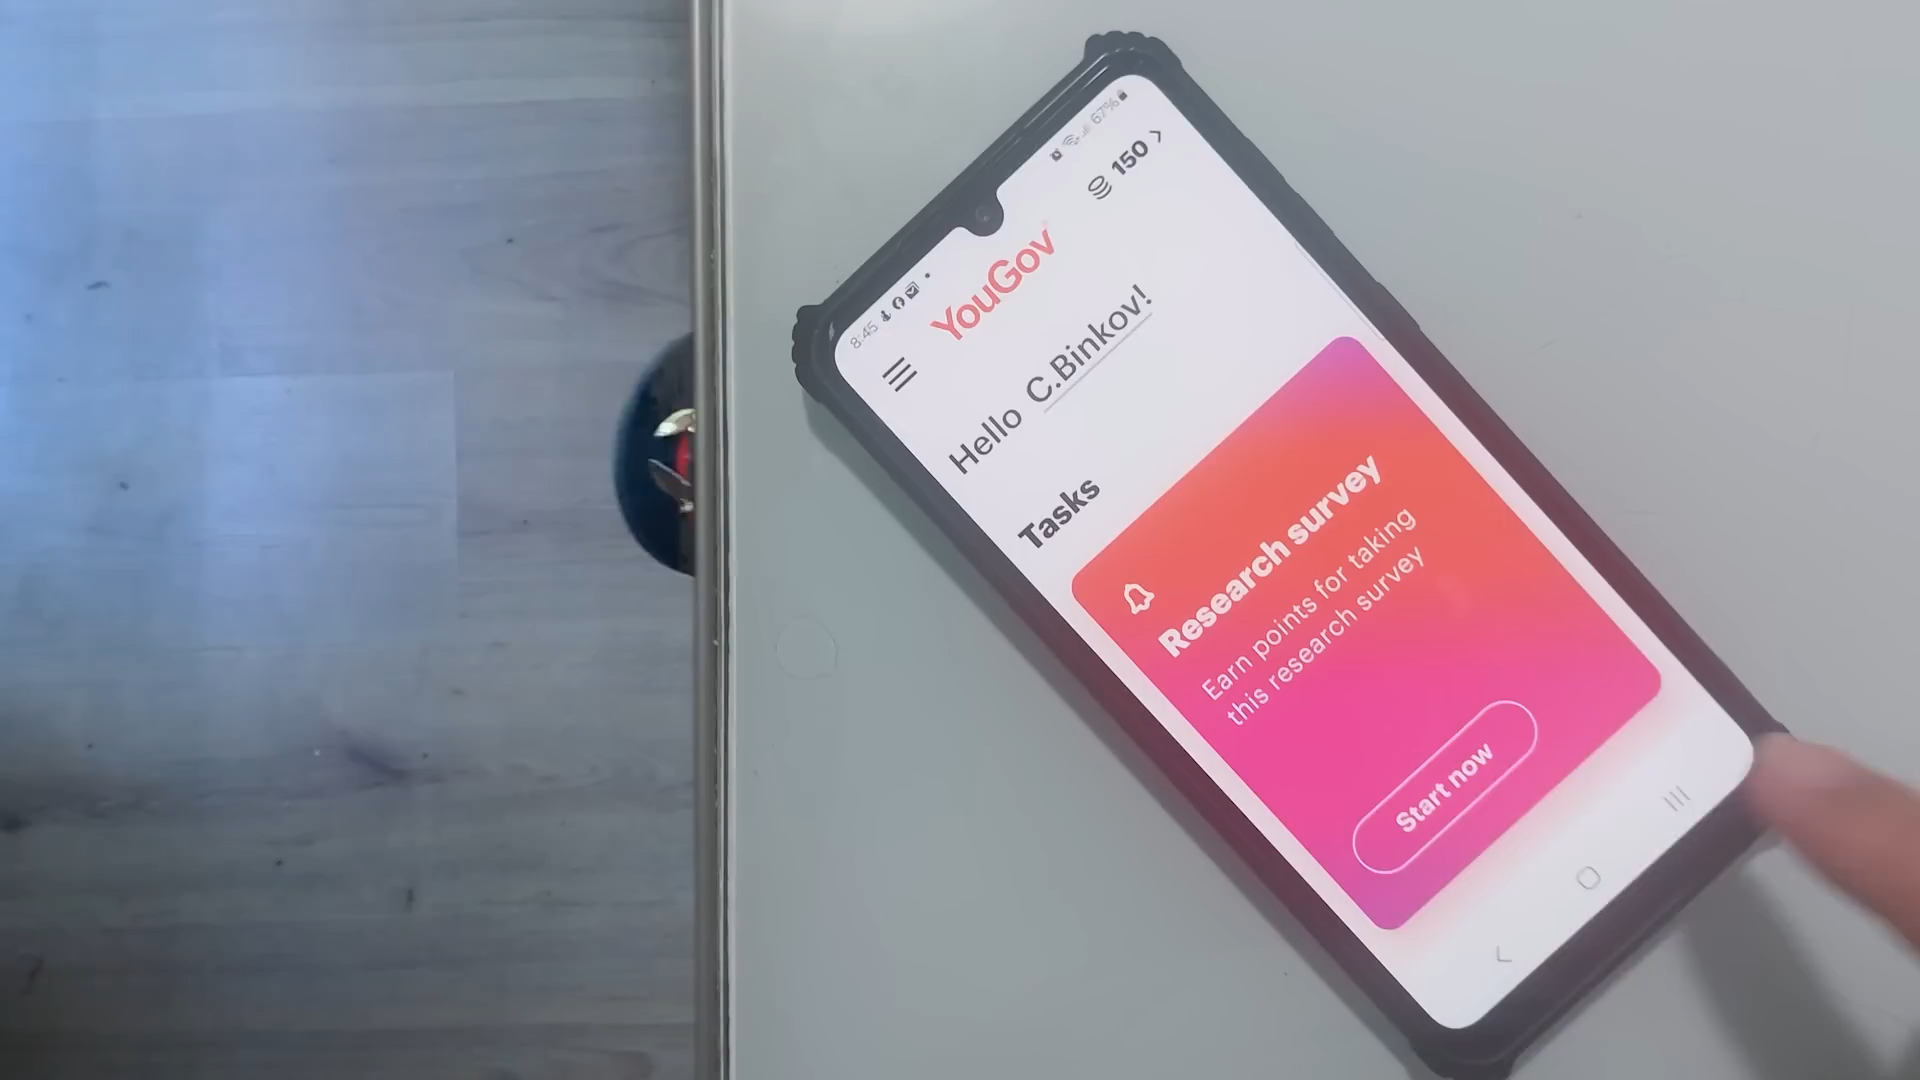 8:45
67%
150
YouGov
Hello C.Binkov!
Tasks
Research survey
Earn points for taking
this research survey
Start now